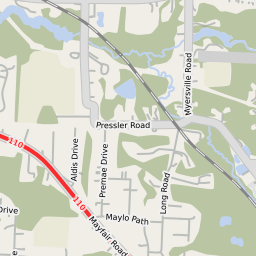 Myersville Road
Pressler Road
110
Aldis Drive
Premae Drive
Long Road
110
Drive
Maylo Path
Mayfair Road